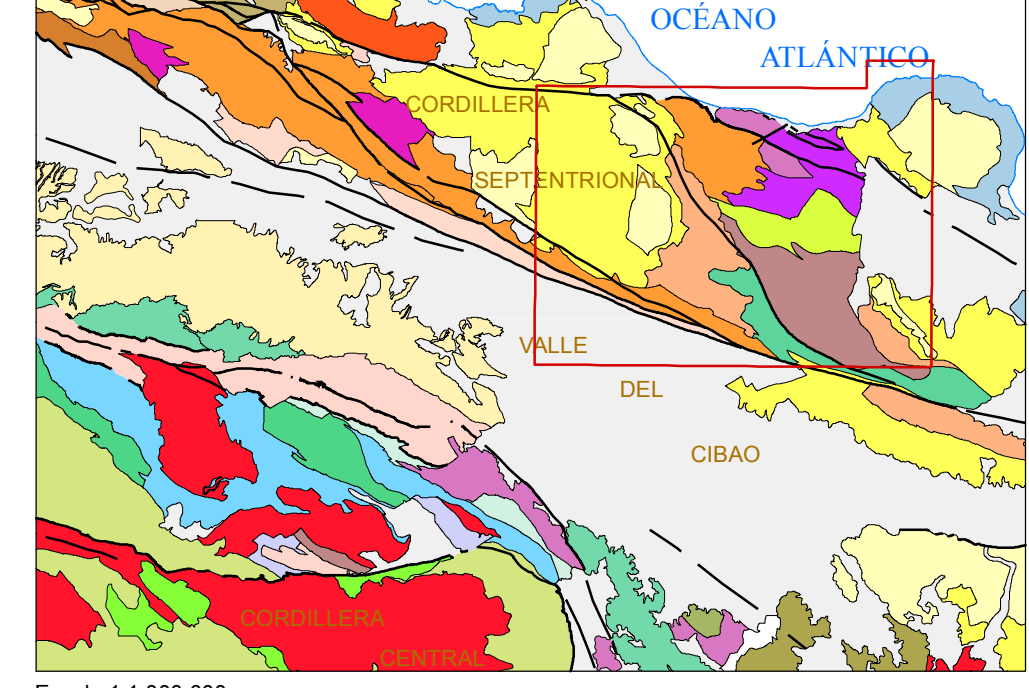 OCÉANO
ATLÁNTICO
CORDILLERA
SEPTENTRIONAL
VALLE
DEL
CIBAO
CORDILLERA
CENTRAL